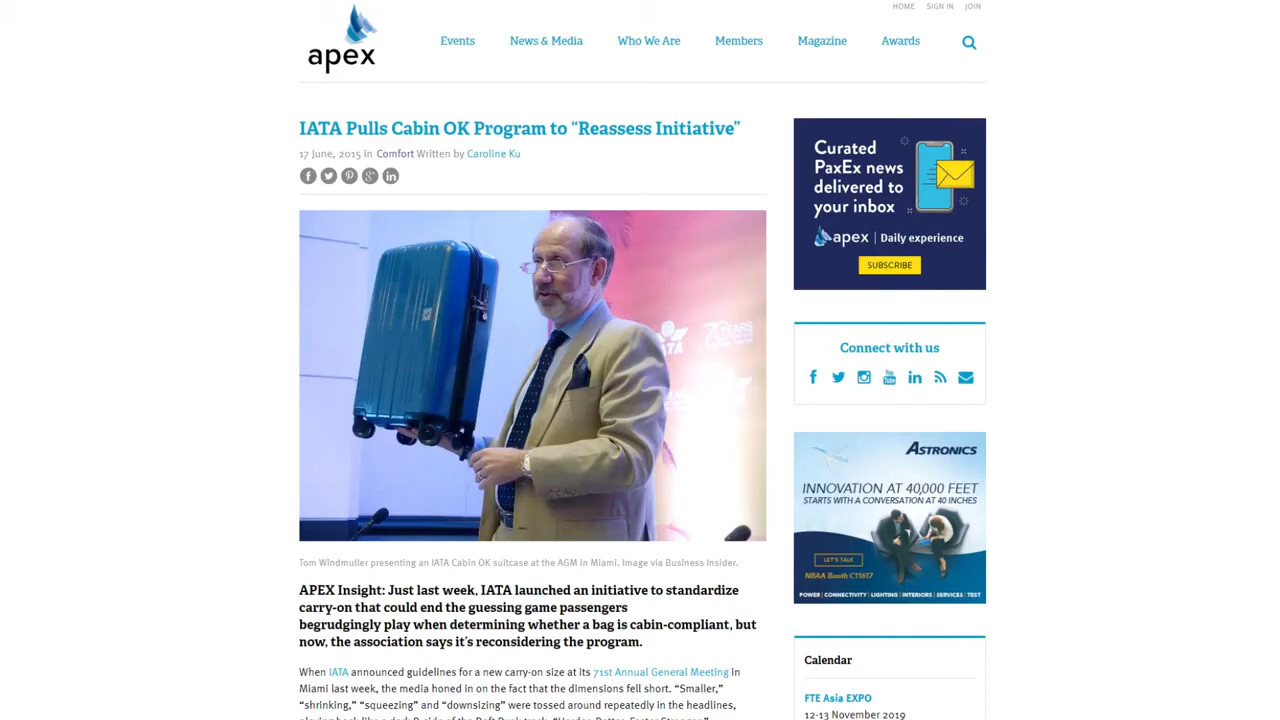 HOME SIGN IN JOIN
apex
Events News & Media Who We Are Members Magazine Awards
IATA Pulls Cabin OK Program to “Reassess Initiative”
17 June, 2015 in Comfort Written by Caroline Ku
70 YEARS
Tom Windmuller presenting an IATA Cabin OK suitcase at the AGM in Miami. Image via Business Insider.
APEX Insight: Just last week, IATA launched an initiative to standardize
carry-on that could end the guessing game passengers
begrudgingly play when determining whether a bag is cabin-compliant, but
now, the association says it’s reconsidering the program.
When IATA announced guidelines for a new carry-on size at its 71st Annual General Meeting in
Miami last week, the media honed in on the fact that the dimensions fell short. “Smaller,”
“shrinking,” “squeezing” and “downsizing” were tossed around repeatedly in the headlines,
Curated
PaxEx news
delivered to
your inbox
apex | Daily experience
SUBSCRIBE
Connect with us
ASTRONICS
INNOVATION AT 40,000 FEET
STARTS WITH A CONVERSATION AT 40 INCHES
LET'S TALK
NBAA Booth C11617
POWER | CONNECTIVITY | LIGHTING | INTERIORS | SERVICES | TEST
Calendar
FTE Asia EXPO
12-13 November 2019